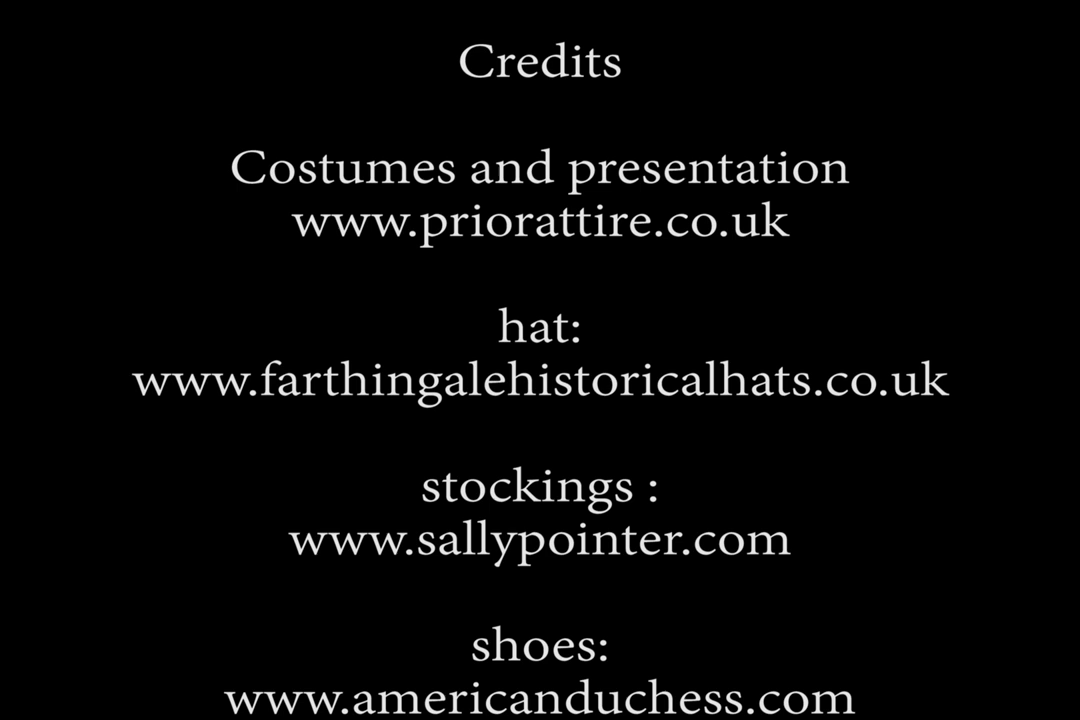 Credits
Costumes and presentation
www.priorattire.co.uk
hat:
www.farthingalehistoricalhats.co.uk
stockings :
www.sallypointer.com
shoes:
www.americanduchess.com